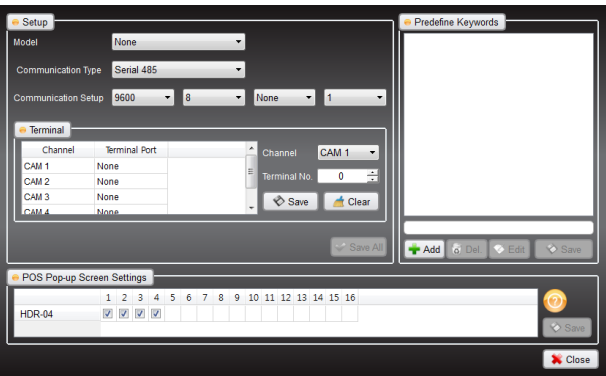 Setup
Model None
Communication Type Serial 485
Communication Setup 9600 8 None 1
Terminal
Channel Terminal Port
CAM 1 None
CAM 2 None
CAM 3 None
CAM 4 None
Channel CAM 1
Terminal No. 0
Save Clear
Save All
Predefine Keywords
Add Del Edit Save
POS Pop-up Screen Settings
1 2 3 4 5 6 7 8 9 10 11 12 13 14 15 16
HDR-04
?
Save
Close